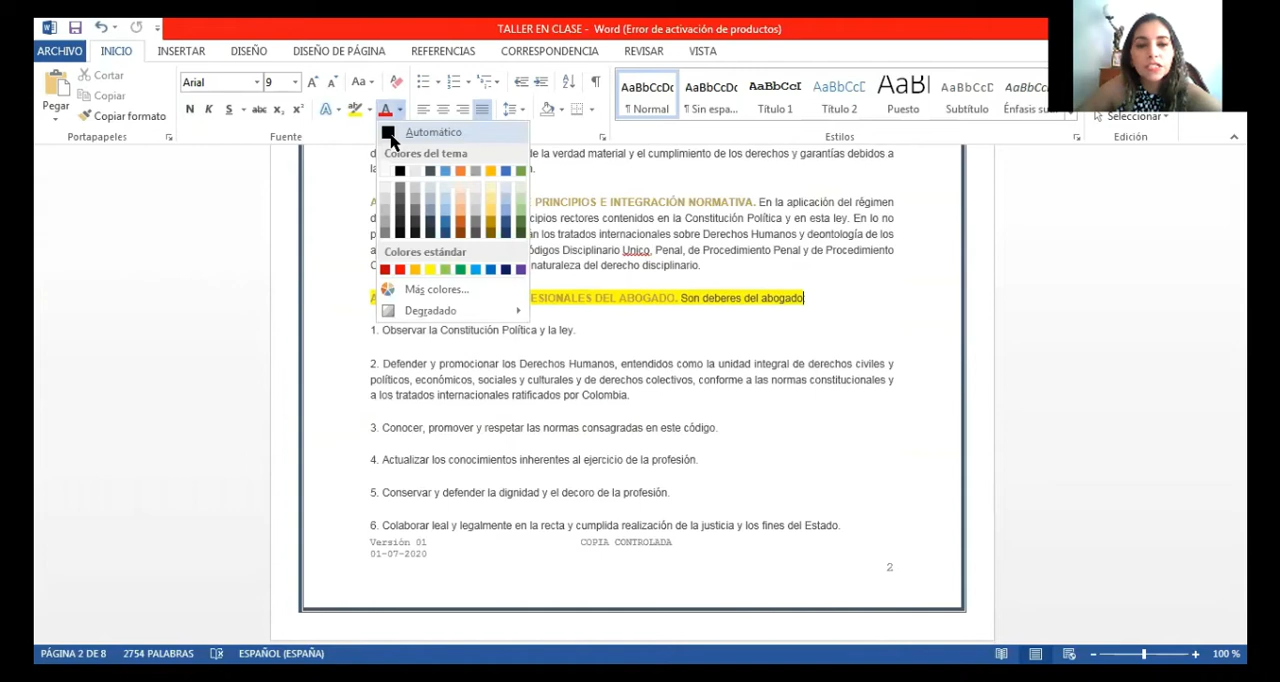 TALLER EN CLASE - Word (Error de activación de productos)
ARCHIVO INICIO INSERTAR DISEÑO DISEÑO DE PÁGINA REFERENCIAS CORRESPONDENCIA REVISAR VISTA
Pegar
Cortar
Copiar
Copiar formato
Portapapeles
Arial 9
Aa
N K S abc x₂ x²
A ab A
Fuente
AaBbCcDc AaBbCcDc AaBbCcI AaBbCcC AaB AaBbCcC AaBbCcDc
¶ Normal ¶ Sin espa... Título 1 Título 2 Puesto Subtítulo Énfasis sut
Estilos
Seleccionar
Edición
Automático
Colores del tema
Colores estándar
Más colores...
Degradado
de la verdad material y el cumplimiento de los derechos y garantías debidos a
PRINCIPIOS E INTEGRACIÓN NORMATIVA. En la aplicación del régimen
contenidos en la Constitución Política y en esta ley. En lo no
los tratados internacionales sobre Derechos Humanos y deontología de los
Disciplinario Unico, Penal, de Procedimiento Penal y de Procedimiento
naturaleza del derecho disciplinario.
ESIONALES DEL ABOGADO. Son deberes del abogado
1. Observar la Constitución Política y la ley.
2. Defender y promocionar los Derechos Humanos, entendidos como la unidad integral de derechos civiles y
políticos, económicos, sociales y culturales y de derechos colectivos, conforme a las normas constitucionales y
a los tratados internacionales ratificados por Colombia.
3. Conocer, promover y respetar las normas consagradas en este código.
4. Actualizar los conocimientos inherentes al ejercicio de la profesión.
5. Conservar y defender la dignidad y el decoro de la profesión.
6. Colaborar leal y legalmente en la recta y cumplida realización de la justicia y los fines del Estado.
Versión 01 COPIA CONTROLADA
01-07-2020
2
PÁGINA 2 DE 8 2754 PALABRAS ESPAÑOL (ESPAÑA) 100 %